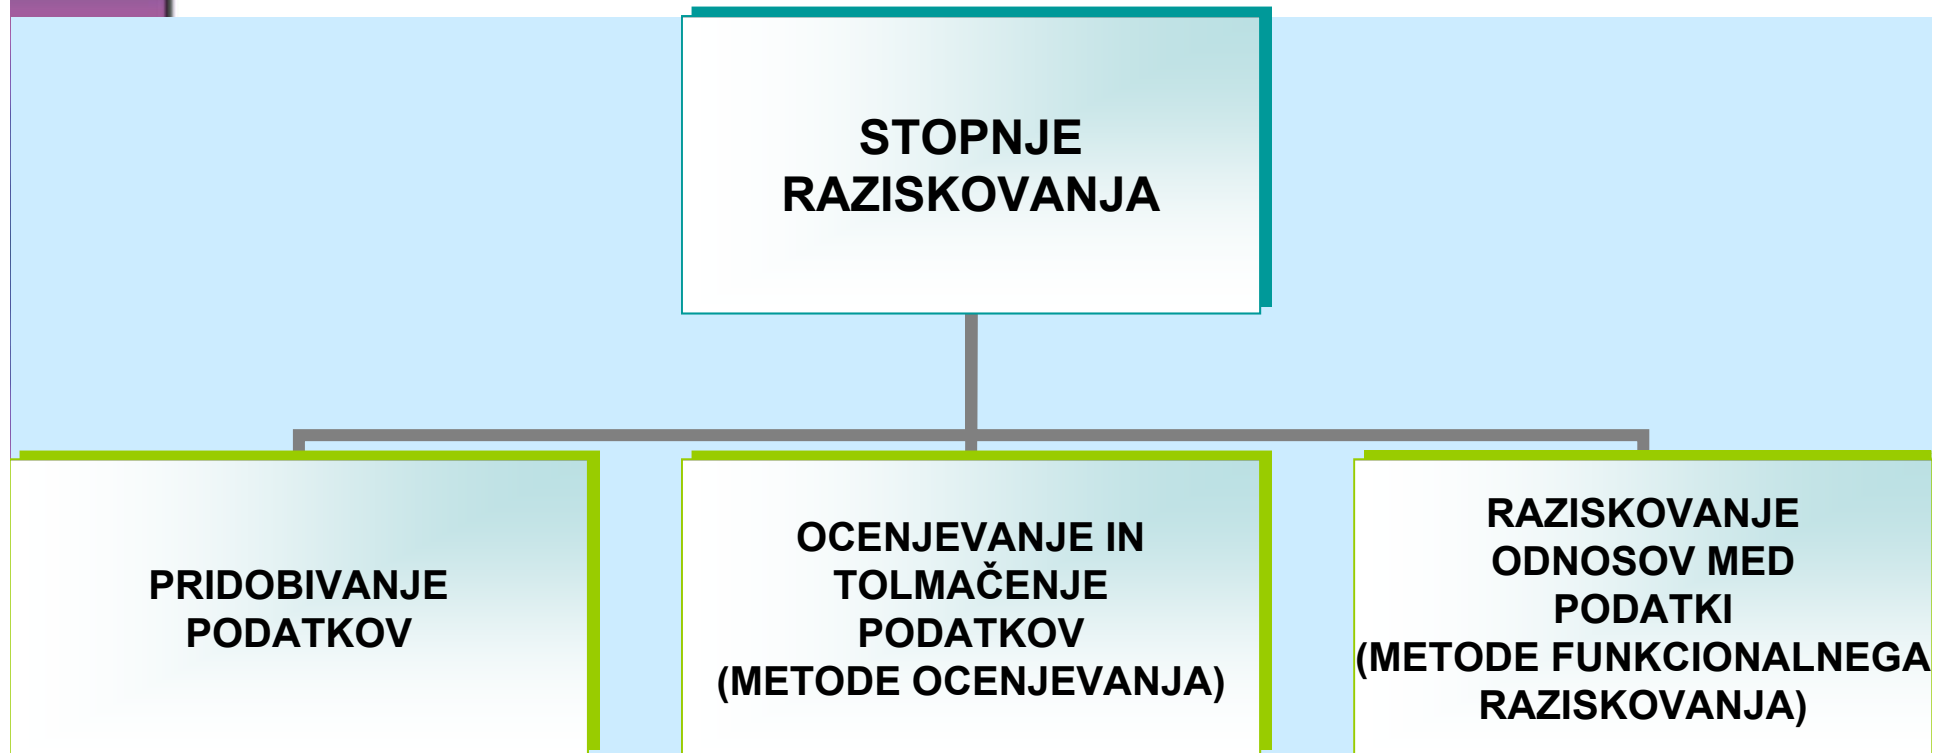 STOPNJE
RAZISKOVANJA
PRIDOBIVANJE
PODATKOV
OCENJEVANJE IN
TOLMAČENJE
PODATKOV
(METODE OCENJEVANJA)
RAZISKOVANJE
ODNOSOV MED
PODATKI
(METODE FUNKCIONALNEGA
RAZISKOVANJA)